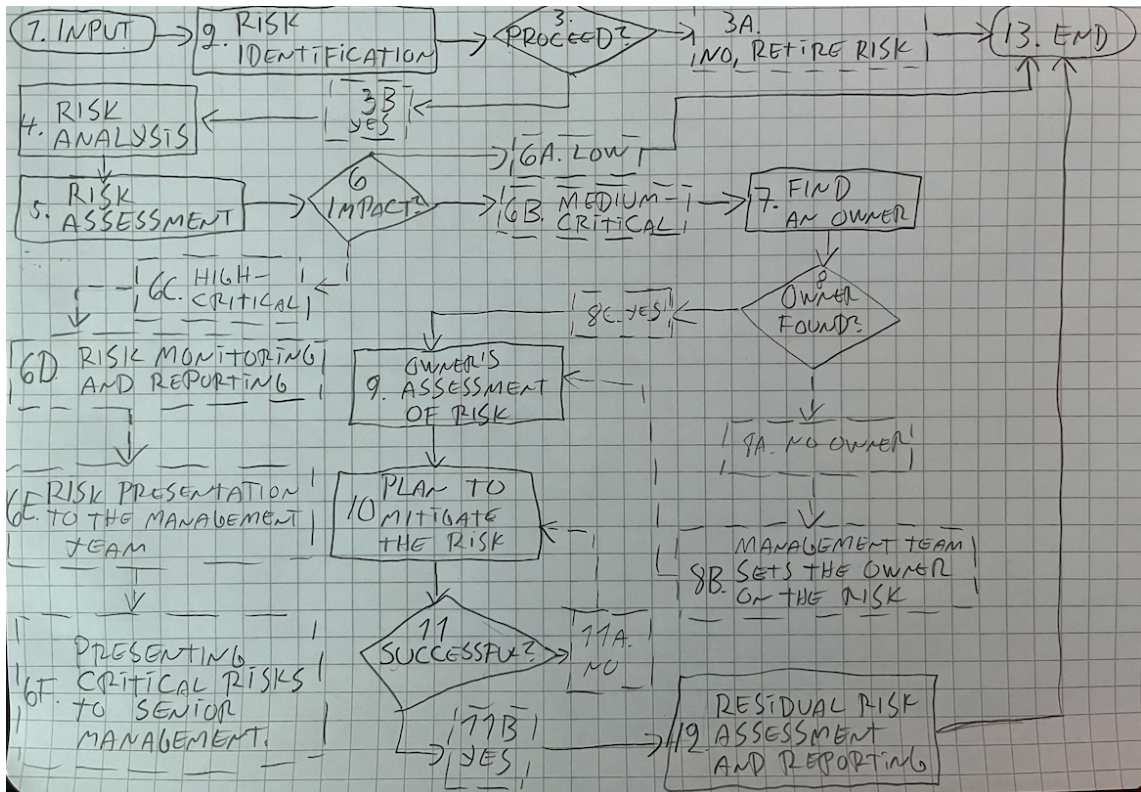 1. INPUT
2. RISK
IDENTIFICATION
3.
PROCEED?
3A.
NO, RETIRE RISK
13. END
3B
YES
4. RISK
ANALYSIS
5. RISK
ASSESSMENT
6
IMPACT?
6A. LOW
6B. MEDIUM-
CRITICAL
7. FIND
AN OWNER
6C. HIGH-
CRITICAL
8
OWNER
FOUND?
8C. YES
6D. RISK MONITORING
AND REPORTING
9. OWNER'S
ASSESSMENT
OF RISK
8A. NO OWNER
6E. RISK PRESENTATION
TO THE MANAGEMENT
TEAM
10 PLAN TO
MITIGATE
THE RISK
8B. MANAGEMENT TEAM
SETS THE OWNER
ON THE RISK
11
SUCCESSFUL?
11A.
NO
6F. PRESENTING
CRITICAL RISKS
TO SENIOR
MANAGEMENT.
11B
YES
12 RESIDUAL RISK
ASSESSMENT
AND REPORTING